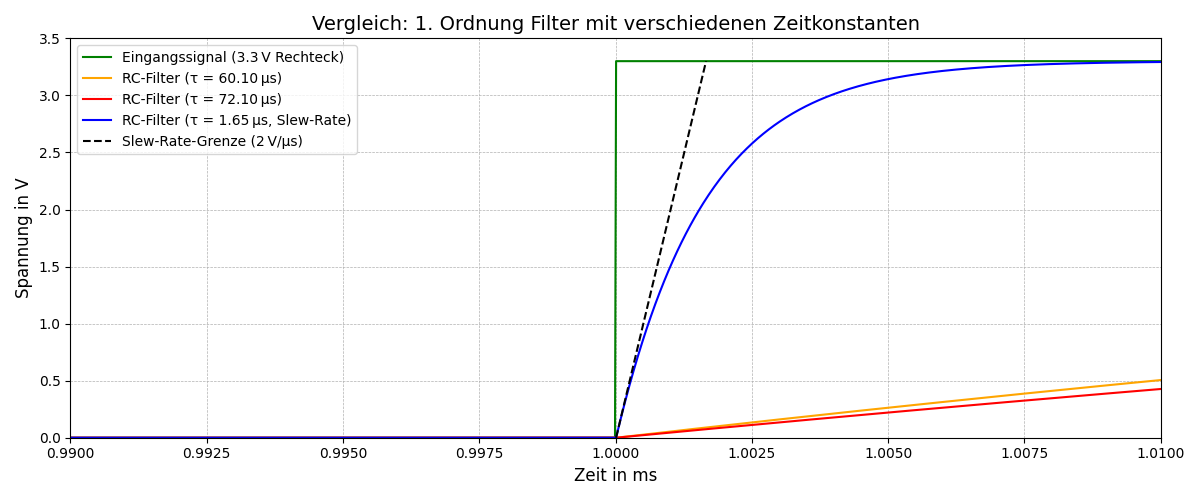 Vergleich: 1. Ordnung Filter mit verschiedenen Zeitkonstanten
3.5
3.0
2.5
2.0
1.5
1.0
0.5
0.0
Spannung in V
Eingangssignal (3.3 V Rechteck)
RC-Filter (τ = 60.10 µs)
RC-Filter (τ = 72.10 µs)
RC-Filter (τ = 1.65 µs, Slew-Rate)
Slew-Rate-Grenze (2 V/µs)
0.9900 0.9925 0.9950 0.9975 1.0000 1.0025 1.0050 1.0075 1.0100
Zeit in ms